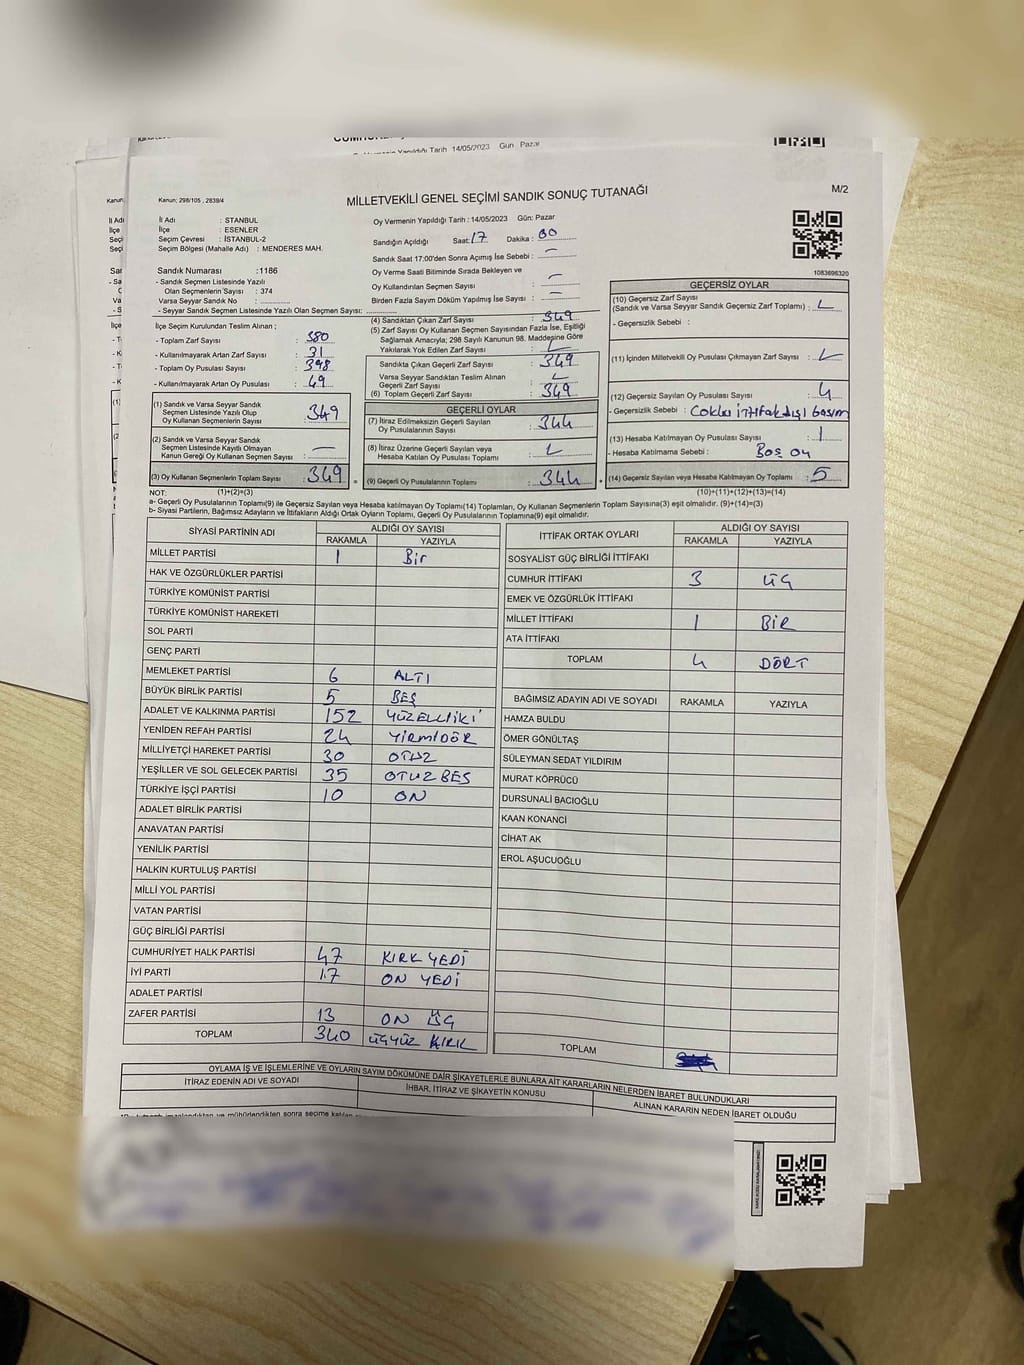 Yapıldığı Tarih 14/05/2023 Gün Pazar
Kanun; 298/105 , 2839/4
MİLLETVEKİLİ GENEL SEÇİMİ SANDIK SONUÇ TUTANAĞI
M/2
İl Adı : STANBUL
İlçe : ESENLER
Seçim Çevresi : İSTANBUL-2
Seçim Bölgesi (Mahalle Adı) : MENDERES MAH.
Sandık Numarası :1186
- Sandık Seçmen Listesinde Yazılı
Olan Seçmenlerin Sayısı : 374
Varsa Seyyar Sandık No :
- Seyyar Sandık Seçmen Listesinde Yazılı Olan Seçmen Sayısı:
İlçe Seçim Kurulundan Teslim Alınan ;
- Toplam Zarf Sayısı : 380
- Kullanılmayarak Artan Zarf Sayısı : 31
- Toplam Oy Pusulası Sayısı : 398
- Kullanılmayarak Artan Oy Pusulası : 49
(1) Sandık ve Varsa Seyyar Sandık
Seçmen Listesinde Yazılı Olup
Oy Kullanan Seçmenlerin Sayısı : 349
(2) Sandık ve Varsa Seyyar Sandık
Seçmen Listesinde Kayıtlı Olmayan
Kanun Gereği Oy Kullanan Seçmen Sayısı : —
(3) Oy Kullanan Seçmenlerin Toplam Sayısı : 349
Oy Vermenin Yapıldığı Tarih : 14/05/2023 Gün: Pazar
Sandığın Açıldığı Saat: 17 Dakika : 00
Sandık Saat 17:00'den Sonra Açımış İse Sebebi : —
Oy Verme Saati Bitiminde Sırada Bekleyen ve
Oy Kullandırılan Seçmen Sayısı : —
Birden Fazla Sayım Döküm Yapılmış İse Sayısı : —
(4) Sandıktan Çıkan Zarf Sayısı : 349
(5) Zarf Sayısı Oy Kullanan Seçmen Sayısından Fazla İse, Eşitliği
Sağlamak Amacıyla; 298 Sayılı Kanunun 98. Maddesine Göre
Yakılarak Yok Edilen Zarf Sayısı :
Sandıkta Çıkan Geçerli Zarf Sayısı : 349
Varsa Seyyar Sandıktan Teslim Alınan
Geçerli Zarf Sayısı :
(6) Toplam Geçerli Zarf Sayısı : 349
GEÇERLİ OYLAR
(7) İtiraz Edilmeksizin Geçerli Sayılan
Oy Pusulalarının Sayısı : 344
(8) İtiraz Üzerine Geçerli Sayılan veya
Hesaba Katılan Oy Pusulası Toplamı :
(9) Geçerli Oy Pusulalarının Toplamı : 344
1083696320
GEÇERSİZ OYLAR
(10) Geçersiz Zarf Sayısı
(Sandık ve Varsa Seyyar Sandık Geçersiz Zarf Toplamı) :
- Geçersizlik Sebebi :
(11) İçinden Milletvekili Oy Pusulası Çıkmayan Zarf Sayısı :
(12) Geçersiz Sayılan Oy Pusulası Sayısı : 4
- Geçersizlik Sebebi : Çoklu ittifakdışı basım
(13) Hesaba Katılmayan Oy Pusulası Sayısı : 1
- Hesaba Katılmama Sebebi : Boş oy
(14) Geçersiz Sayılan veya Hesaba Katılmayan Oy Toplamı : 5
NOT: (1)+(2)=(3) (10)+(11)+(12)+(13)=(14)
a- Geçerli Oy Pusulalarının Toplamı(9) ile Geçersiz Sayılan veya Hesaba katılmayan Oy Toplamı(14) Toplamları, Oy Kullanan Seçmenlerin Toplam Sayısına(3) eşit olmalıdır. (9)+(14)=(3)
b- Siyasi Partilerin, Bağımsız Adayların ve İttifakların Aldığı Ortak Oyların Toplamı, Geçerli Oy Pusulalarının Toplamına(9) eşit olmalıdır.
SİYASİ PARTİNİN ADI ALDIĞI OY SAYISI
RAKAMLA YAZIYLA
MİLLET PARTİSİ 1 Bir
HAK VE ÖZGÜRLÜKLER PARTİSİ
TÜRKİYE KOMÜNİST PARTİSİ
TÜRKİYE KOMÜNİST HAREKETİ
SOL PARTİ
GENÇ PARTİ
MEMLEKET PARTİSİ 6 ALTI
BÜYÜK BİRLİK PARTİSİ 5 BEŞ
ADALET VE KALKINMA PARTİSİ 152 YÜZELLİİKİ
YENİDEN REFAH PARTİSİ 24 YİRMİDÖR
MİLLİYETÇİ HAREKET PARTİSİ 30 OTUZ
YEŞİLLER VE SOL GELECEK PARTİSİ 35 OTUZ BEŞ
TÜRKİYE İŞÇİ PARTİSİ 10 ON
ADALET BİRLİK PARTİSİ
ANAVATAN PARTİSİ
YENİLİK PARTİSİ
HALKIN KURTULUŞ PARTİSİ
MİLLİ YOL PARTİSİ
VATAN PARTİSİ
GÜÇ BİRLİĞİ PARTİSİ
CUMHURİYET HALK PARTİSİ 47 KIRK YEDİ
İYİ PARTİ 17 ON YEDİ
ADALET PARTİSİ
ZAFER PARTİSİ 13 ON ÜÇ
TOPLAM 340 ÜÇYÜZ KIRK
İTTİFAK ORTAK OYLARI ALDIĞI OY SAYISI
RAKAMLA YAZIYLA
SOSYALİST GÜÇ BİRLİĞİ İTTİFAKI
CUMHUR İTTİFAKI 3 ÜÇ
EMEK VE ÖZGÜRLÜK İTTİFAKI
MİLLET İTTİFAKI 1 BİR
ATA İTTİFAKI
TOPLAM 4 DÖRT
BAĞIMSIZ ADAYIN ADI VE SOYADI RAKAMLA YAZIYLA
HAMZA BULDU
ÖMER GÖNÜLTAŞ
SÜLEYMAN SEDAT YILDIRIM
MURAT KÖPRÜCÜ
DURSUNALİ BACIOĞLU
KAAN KONANCİ
CİHAT AK
EROL AŞUCUOĞLU
TOPLAM
OYLAMA İŞ VE İŞLEMLERİNE VE OYLARIN SAYIM DÖKÜMÜNE DAİR ŞİKAYETLERLE BUNLARA AİT KARARLARIN NELERDEN İBARET BULUNDUKLARI
İTİRAZ EDENİN ADI VE SOYADI İHBAR, İTİRAZ VE ŞİKAYETİN KONUSU ALINAN KARARIN NEDEN İBARET OLDUĞU